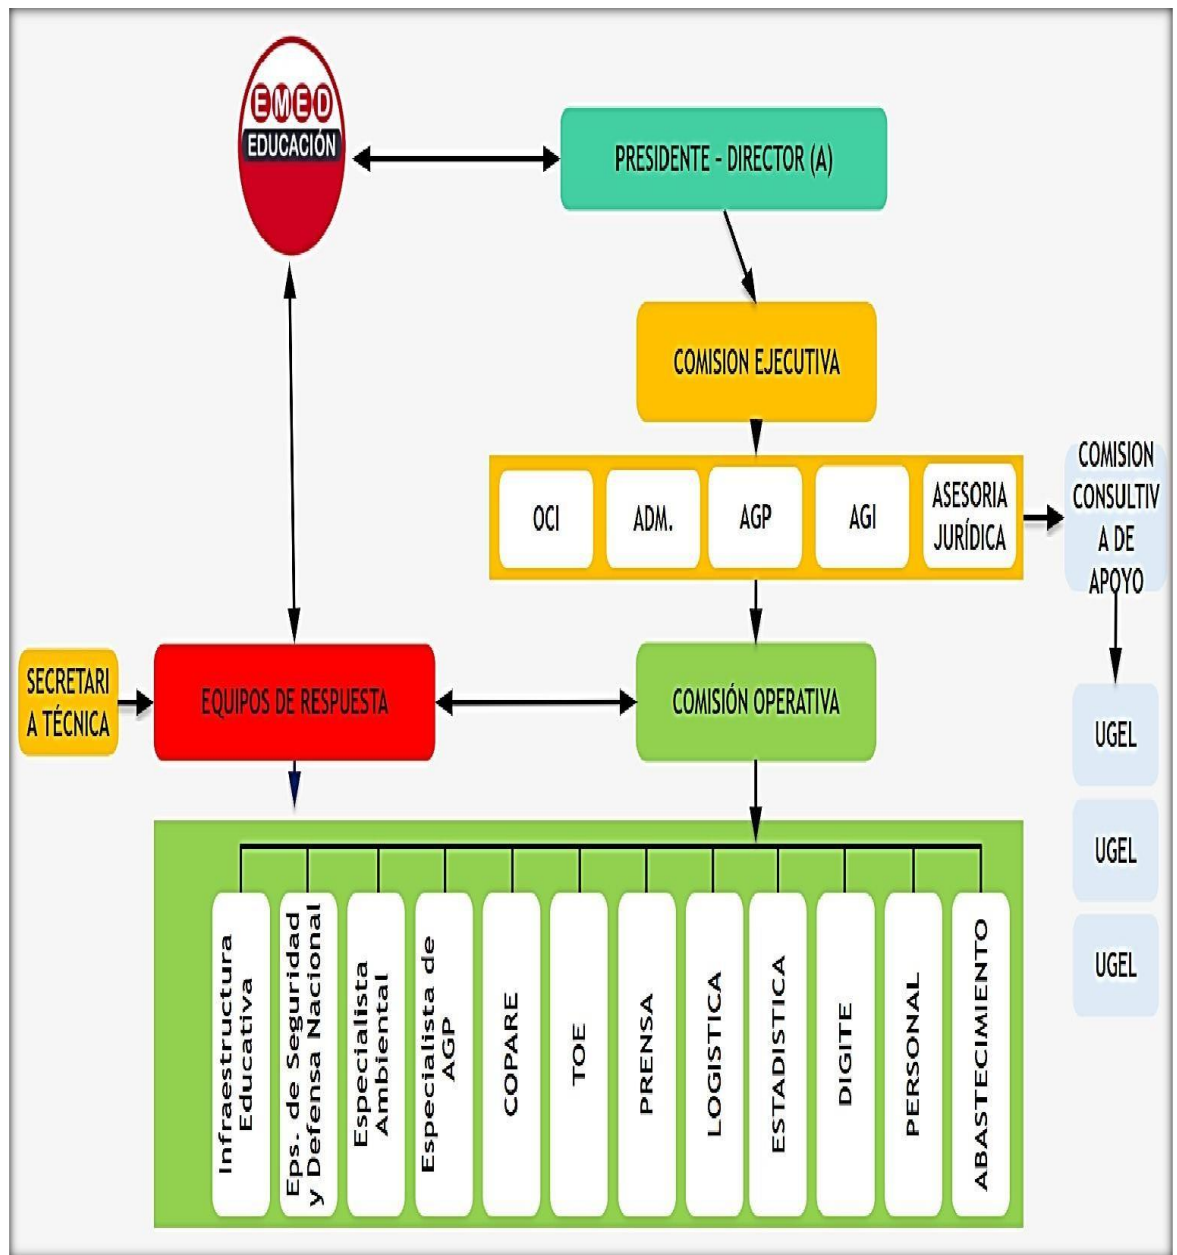 EMED
EDUCACIÓN
PRESIDENTE - DIRECTOR (A)
COMISION EJECUTIVA
OCI
ADM.
AGP
AGI
ASESORIA
JURÍDICA
COMISION
CONSULTIV
A DE
APOYO
SECRETARI
A TÉCNICA
EQUIPOS DE RESPUESTA
COMISIÓN OPERATIVA
UGEL
UGEL
UGEL
Infraestructura
Educativa
Eps. de Seguridad
y Defensa Nacional
Especialista
Ambiental
Especialista de
AGP
COPARE
TOE
PRENSA
LOGISTICA
ESTADISTICA
DIGITE
PERSONAL
ABASTECIMIENTO